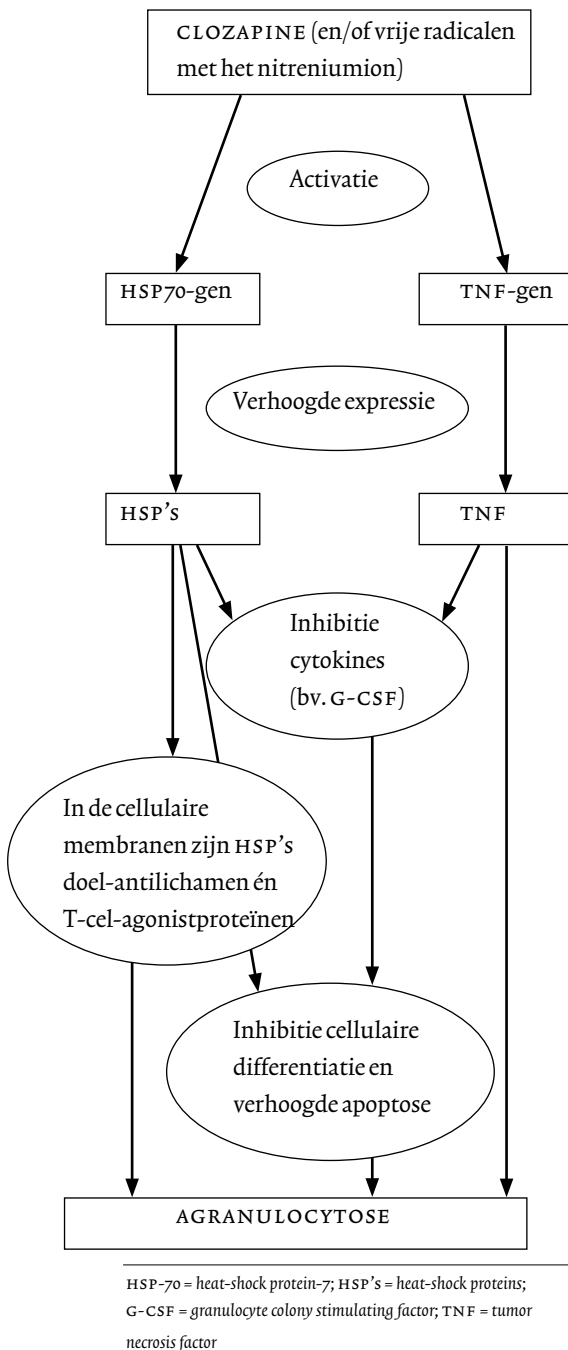 CLOZAPINE (en/of vrije radicalen
met het nitreniumion)
Activatie
HSP70-gen
TNF-gen
Verhoogde expressie
HSP's
TNF
Inhibitie
cytokines
(bv. G-CSF)
In de cellulaire
membranen zijn HSP's
doel-antilichamen én
T-cel-agonistproteïnen
Inhibitie cellulaire
differentiatie en
verhoogde apoptose
AGRANULOCYTOSE
HSP-70 = heat-shock protein-7; HSP's = heat-shock proteins;
G-CSF = granulocyte colony stimulating factor; TNF = tumor
necrosis factor